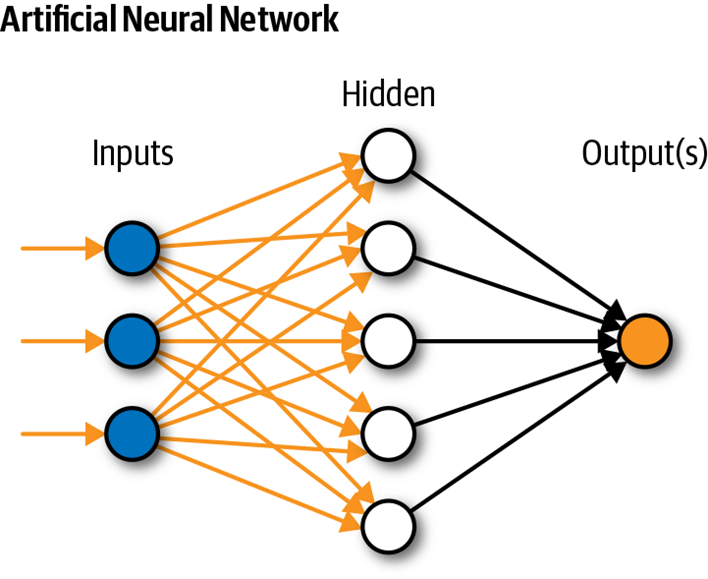 Artificial Neural Network
Hidden
Inputs
Output(s)